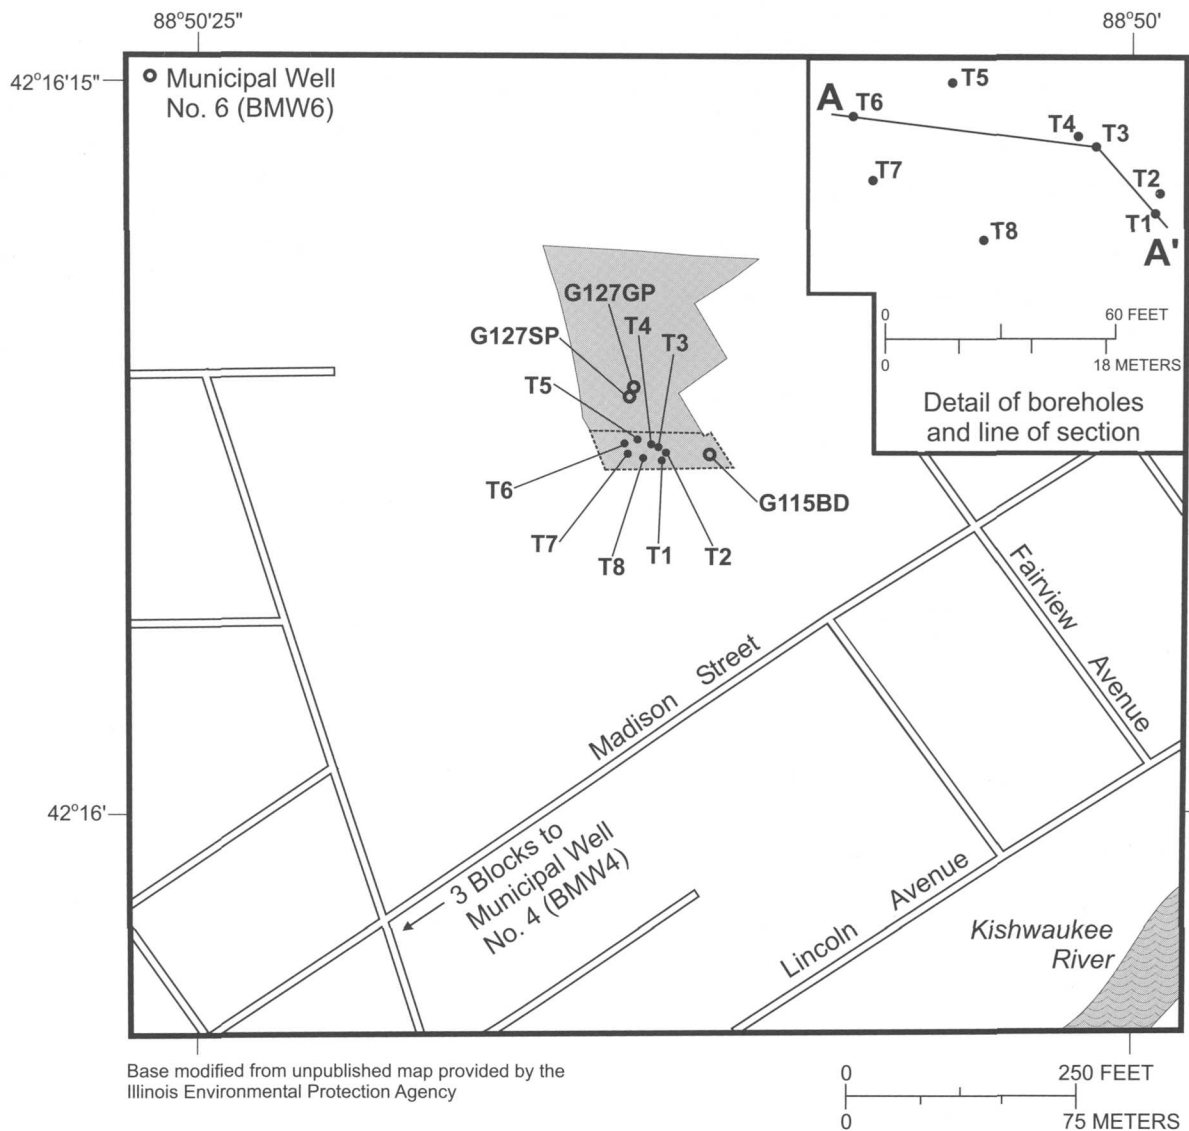 88°50'25"
88°50'
42°16'15"
Municipal Well
No. 6 (BMW6)
T5
A
T6
T4
T3
T7
T2
T1
T8
A'
G127GP
T4
G127SP
T3
T5
0
60 FEET
0
18 METERS
Detail of boreholes
and line of section
T6
G115BD
T7
T8
T1
T2
Fairview
Avenue
Madison Street
42°16'
3 Blocks to
Municipal Well
No. 4 (BMW4)
Lincoln Avenue
Kishwaukee
River
Base modified from unpublished map provided by the
Illinois Environmental Protection Agency
0
250 FEET
0
75 METERS